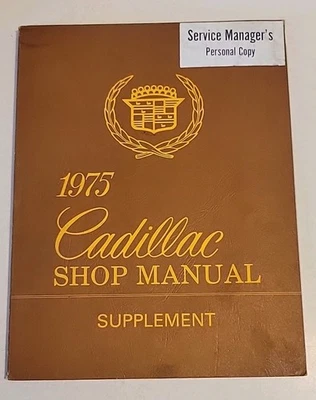 Service Manager's
Personal Copy
1975
Cadillac
SHOP MANUAL
SUPPLEMENT